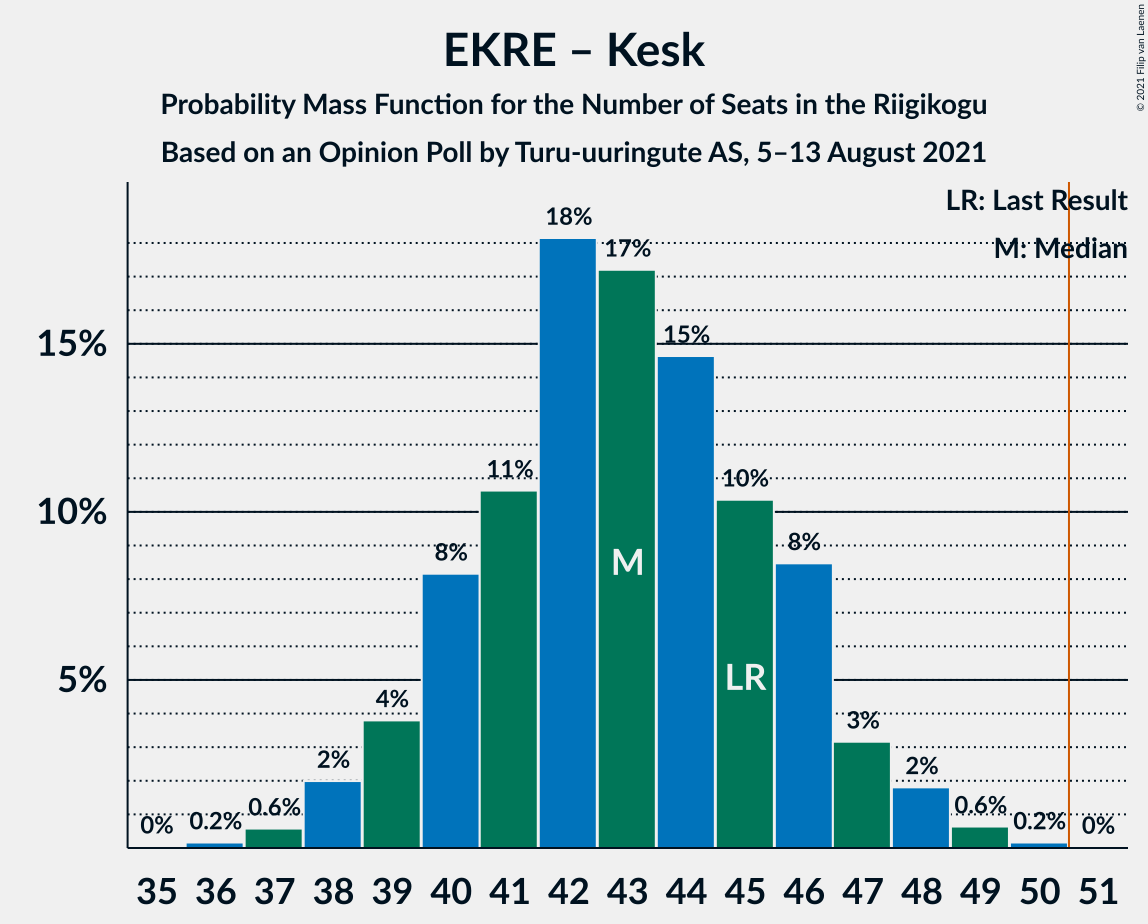 EKRE – Kesk
Probability Mass Function for the Number of Seats in the Riigikogu
Based on an Opinion Poll by Turu-uuringute AS, 5–13 August 2021
© 2021 Filip van Laenen
LR: Last Result
M: Median
15%
10%
5%
0%
0.2%
0.6%
2%
4%
8%
11%
18%
17%
15%
10%
8%
3%
2%
0.6%
0.2%
0%
M
LR
35 36 37 38 39 40 41 42 43 44 45 46 47 48 49 50 51